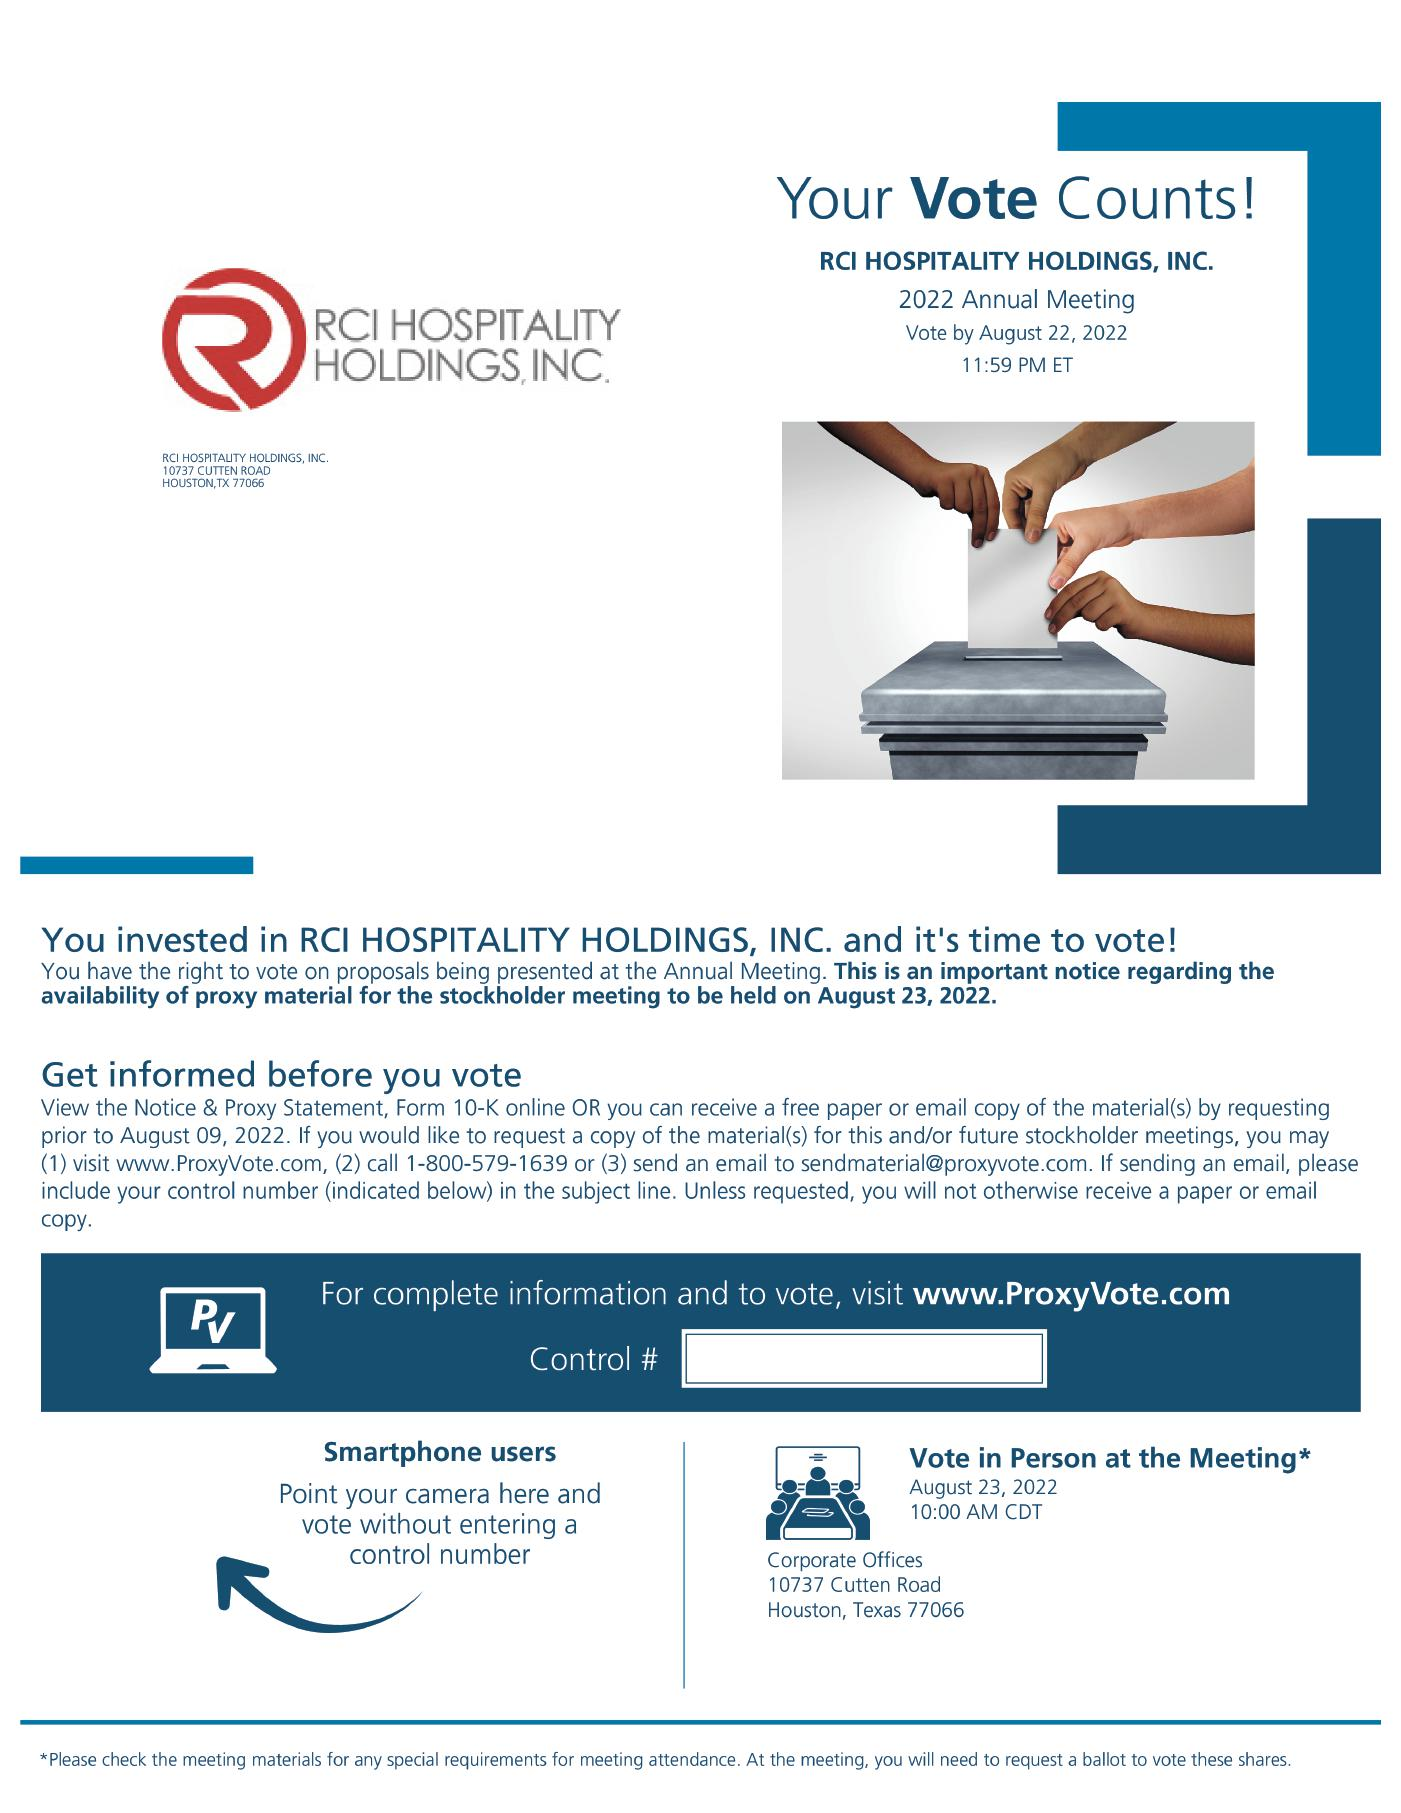 Your Vote Counts!
RCI HOSPITALITY HOLDINGS, INC.
2022 Annual Meeting
Vote by August 22, 2022
11:59 PM ET
RCI HOSPITALITY
HOLDINGS, INC.
RCI HOSPITALITY HOLDINGS, INC.
10737 CUTTEN ROAD
HOUSTON,TX 77066
You invested in RCI HOSPITALITY HOLDINGS, INC. and it's time to vote!
You have the right to vote on proposals being presented at the Annual Meeting. This is an important notice regarding the
availability of proxy material for the stockholder meeting to be held on August 23, 2022.
Get informed before you vote
View the Notice & Proxy Statement, Form 10-K online OR you can receive a free paper or email copy of the material(s) by requesting
prior to August 09, 2022. If you would like to request a copy of the material(s) for this and/or future stockholder meetings, you may
(1) visit www.ProxyVote.com, (2) call 1-800-579-1639 or (3) send an email to sendmaterial@proxyvote.com. If sending an email, please
include your control number (indicated below) in the subject line. Unless requested, you will not otherwise receive a paper or email
copy.
PV
For complete information and to vote, visit www.ProxyVote.com
Control #
Smartphone users
Point your camera here and
vote without entering a
control number
Vote in Person at the Meeting*
August 23, 2022
10:00 AM CDT
Corporate Offices
10737 Cutten Road
Houston, Texas 77066
*Please check the meeting materials for any special requirements for meeting attendance. At the meeting, you will need to request a ballot to vote these shares.